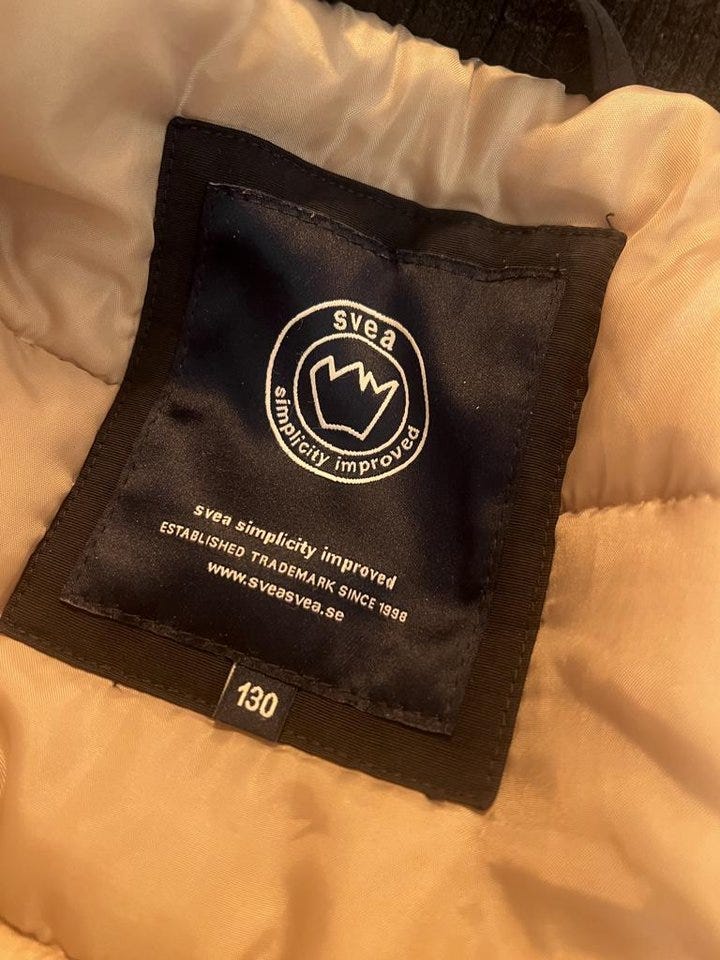 svea
simplicity improved
svea simplicity improved
ESTABLISHED TRADEMARK SINCE 1998
www.sveasvea.se
130